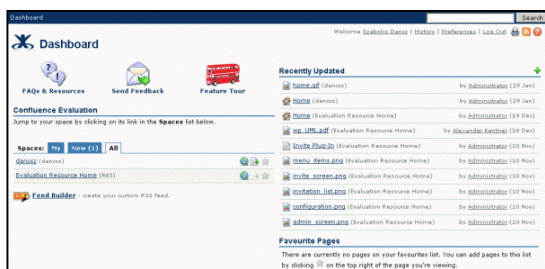 Dashboard
Search
Welcome Szabolcs Dancs | History | Preferences | Log Out
Dashboard
FAQs & Resources
Send Feedback
Feature Tour
Confluence Evaluation
Jump to your space by clicking on its link in the Spaces list below.
Spaces: My New (1) All
dancsz (dancsz)
Evaluation Resource Home (RES)
Feed Builder - create your custom RSS feed.
Recently Updated
home.gif (dancsz) by Administrator (29 Jan)
Home (dancsz) by Administrator (29 Jan)
Home (Evaluation Resource Home) by Administrator (19 Dec)
wp_UML.pdf (Evaluation Resource Home) by Alexander Kantner (18 Dec)
Invite Plug-In (Evaluation Resource Home) by Administrator (10 Nov)
menu_items.png (Evaluation Resource Home) by Administrator (10 Nov)
invite_screen.png (Evaluation Resource Home) by Administrator (10 Nov)
invitation_list.png (Evaluation Resource Home) by Administrator (10 Nov)
configuration.png (Evaluation Resource Home) by Administrator (10 Nov)
admin_screen.png (Evaluation Resource Home) by Administrator (10 Nov)
Favourite Pages
There are currently no pages on your favourites list. You can add pages to this list
by clicking on the top right of the page you're viewing.